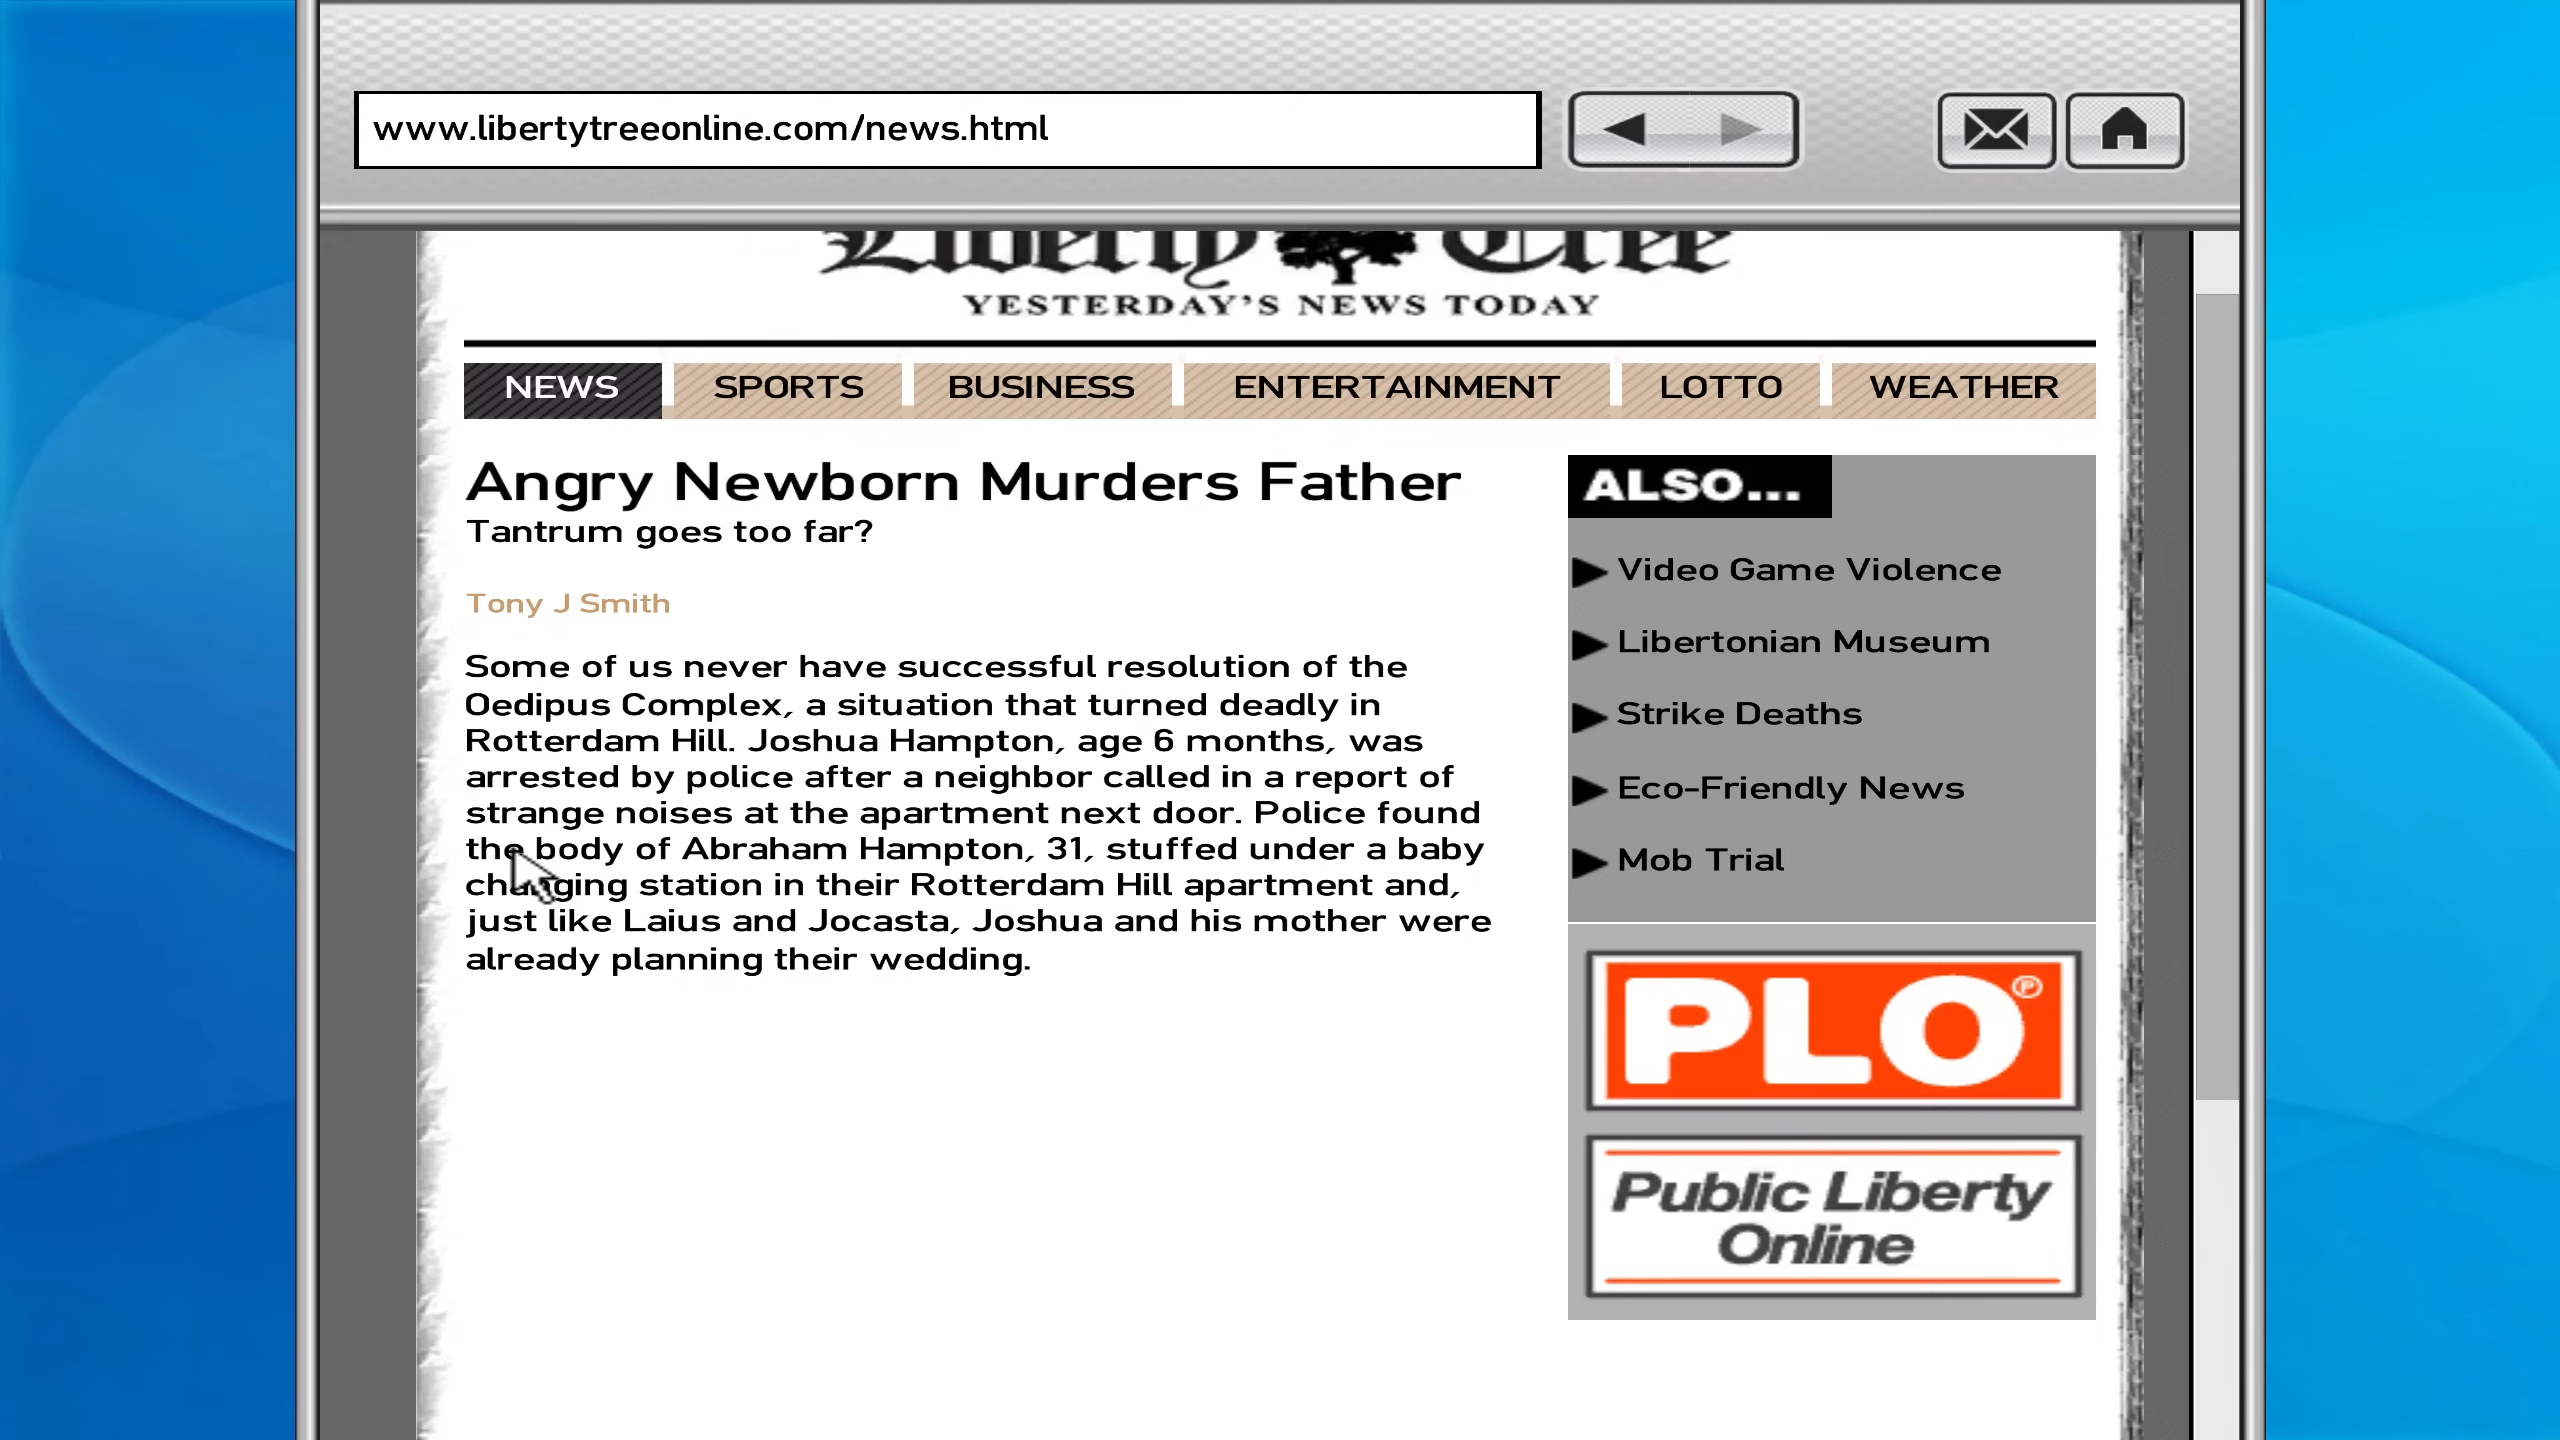 www.libertytreeonline.com/news.html
Liberty Tree
YESTERDAY'S NEWS TODAY
NEWS SPORTS BUSINESS ENTERTAINMENT LOTTO WEATHER
Angry Newborn Murders Father
Tantrum goes too far?
Tony J Smith
Some of us never have successful resolution of the
Oedipus Complex, a situation that turned deadly in
Rotterdam Hill. Joshua Hampton, age 6 months, was
arrested by police after a neighbor called in a report of
strange noises at the apartment next door. Police found
the body of Abraham Hampton, 31, stuffed under a baby
changing station in their Rotterdam Hill apartment and,
just like Laius and Jocasta, Joshua and his mother were
already planning their wedding.
ALSO...
Video Game Violence
Libertonian Museum
Strike Deaths
Eco-Friendly News
Mob Trial
PLO℗
Public Liberty
Online